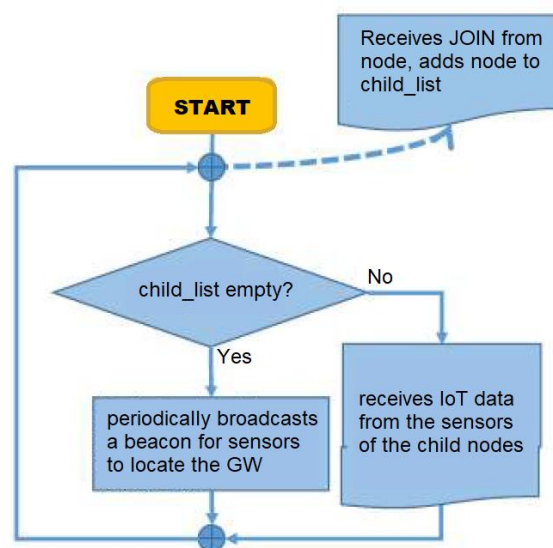 START
Receives JOIN from
node, adds node to
child_list
child_list empty?
No
Yes
periodically broadcasts
a beacon for sensors
to locate the GW
receives IoT data
from the sensors
of the child nodes